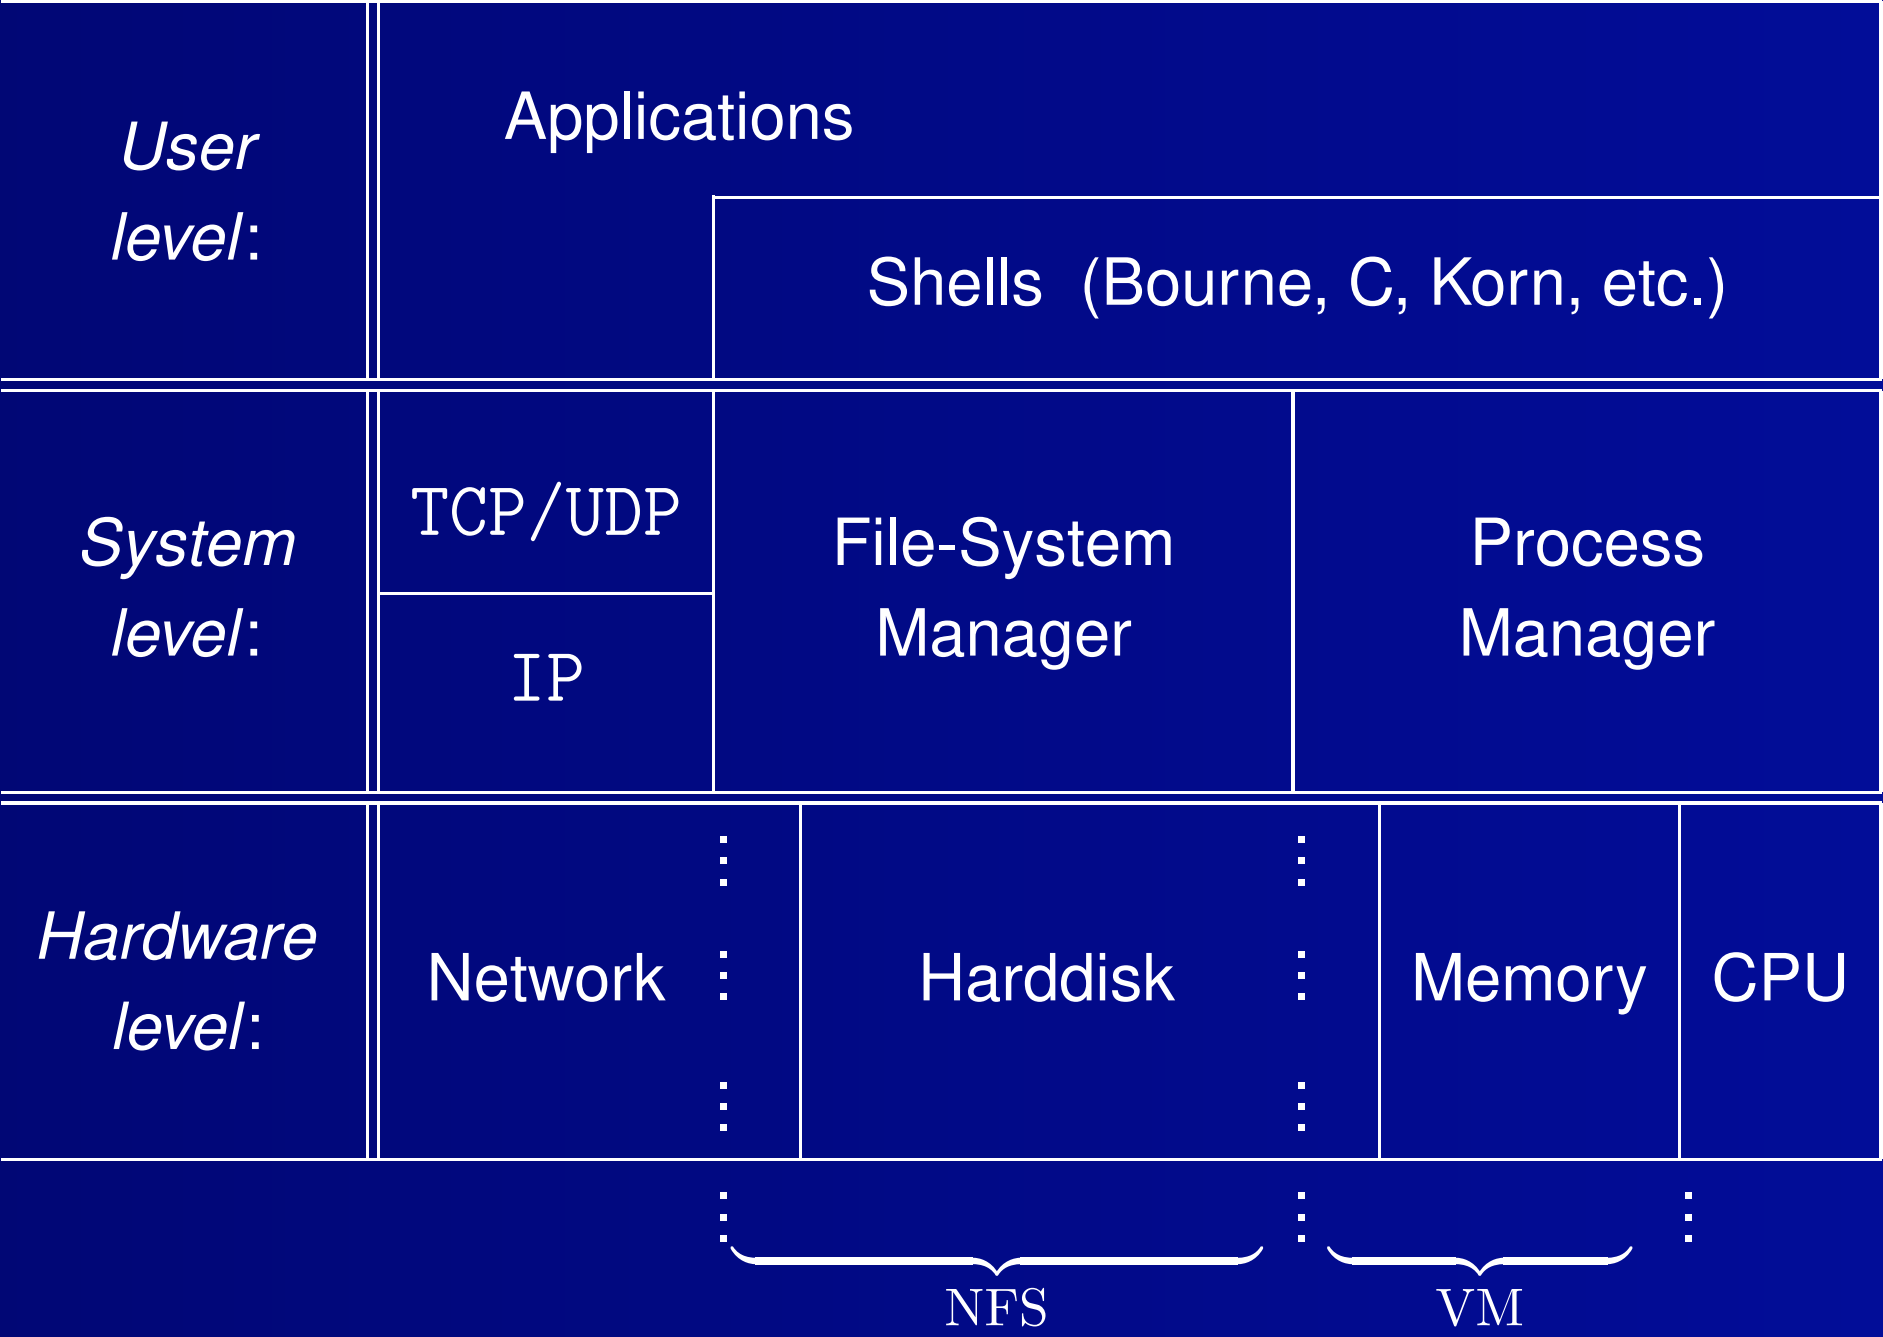 User
level:
Applications
Shells (Bourne, C, Korn, etc.)
System
level:
TCP/UDP
IP
File-System
Manager
Process
Manager
Hardware
level:
Network
Harddisk
Memory
CPU
NFS
VM